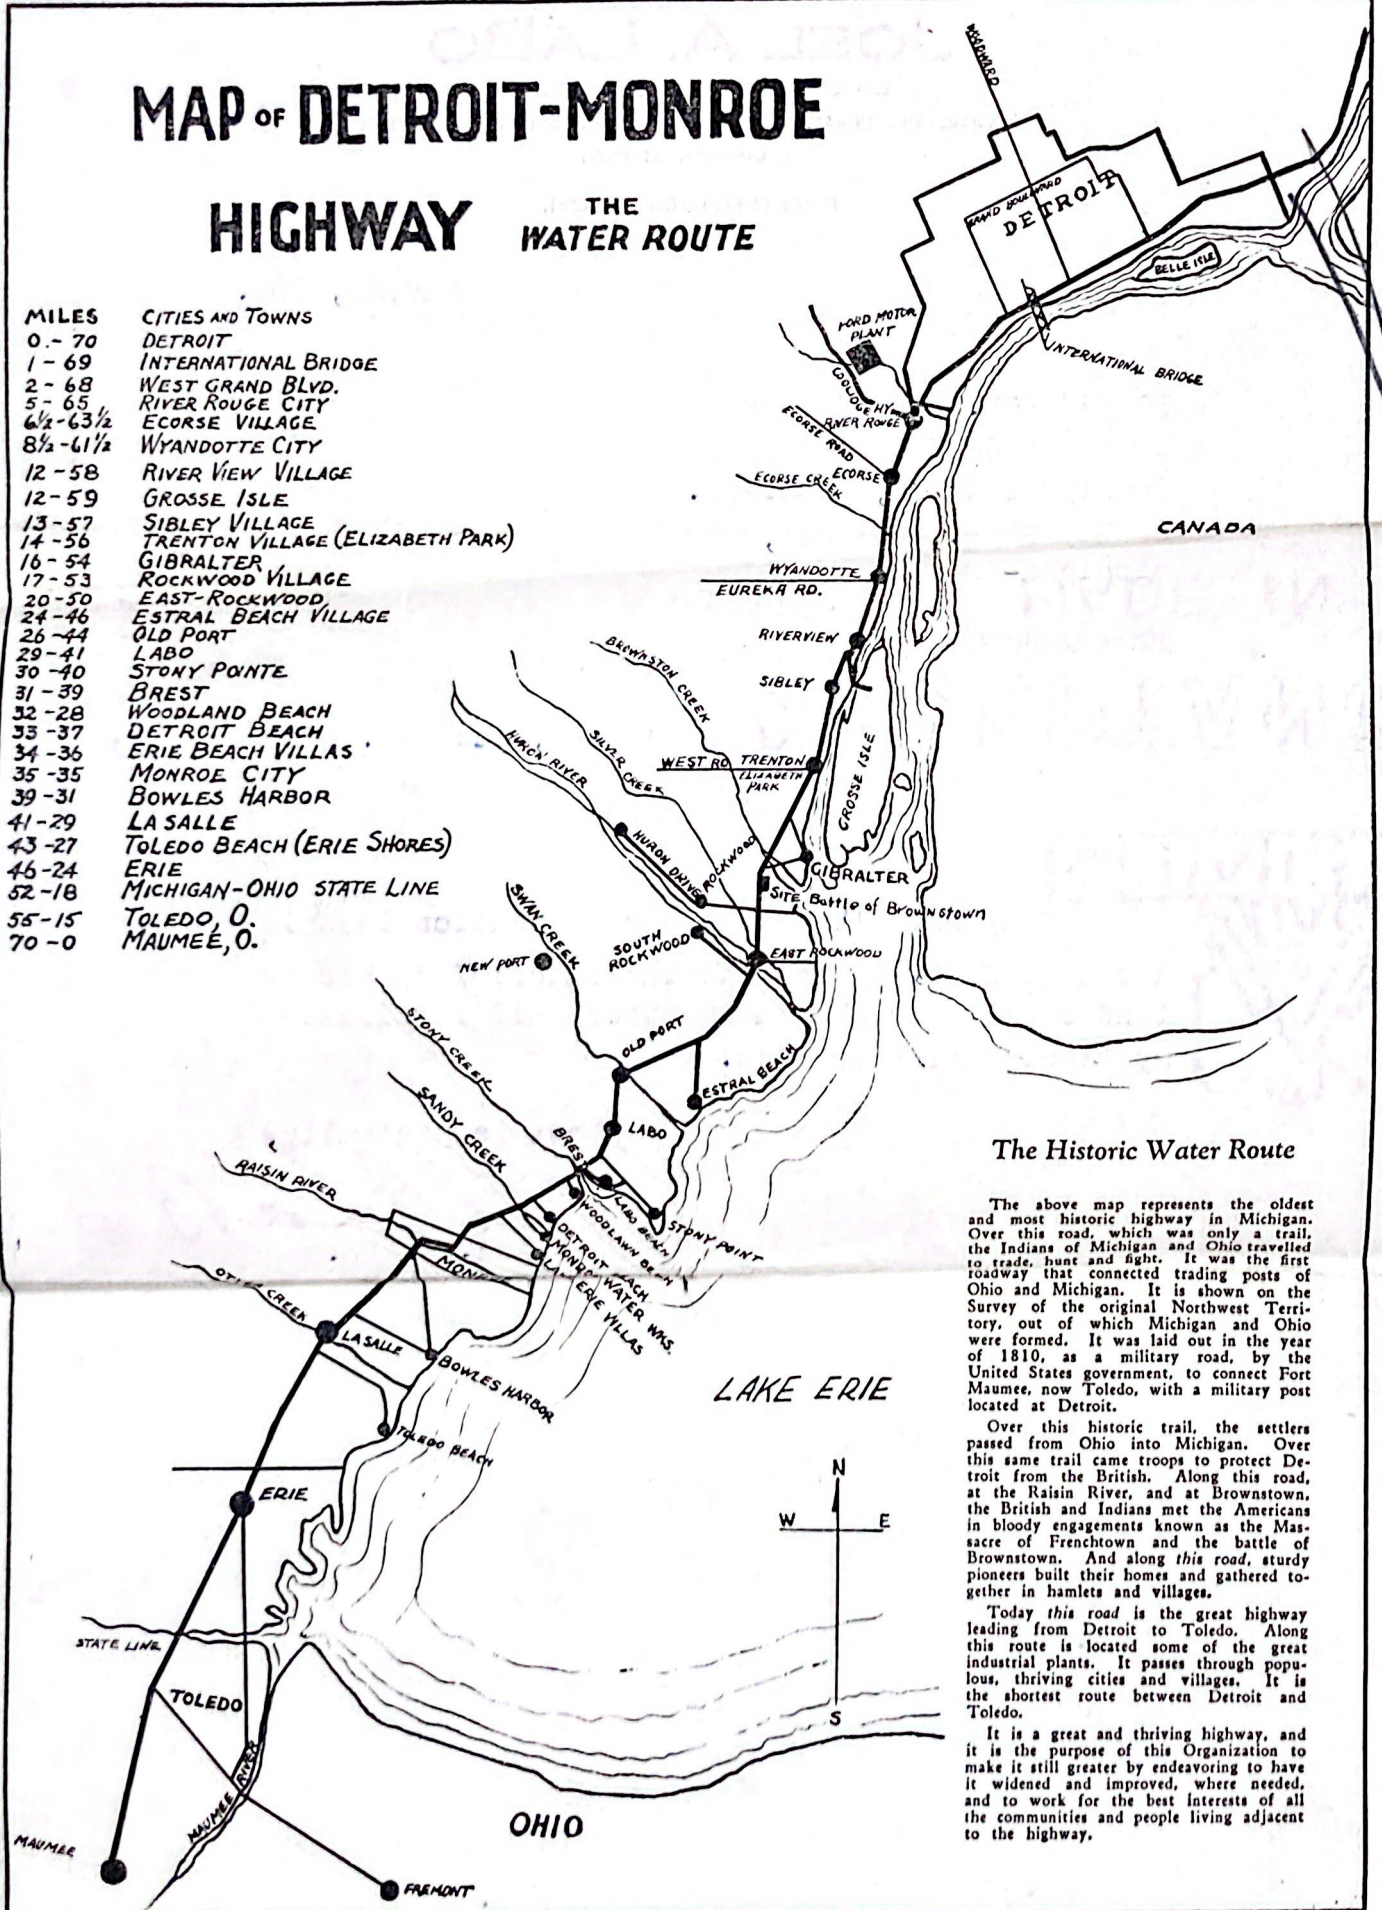 MAP OF DETROIT-MONROE
HIGHWAY THE
WATER ROUTE
MILES CITIES AND TOWNS
0.-70 DETROIT
1-69 INTERNATIONAL BRIDGE
2-68 WEST GRAND BLVD.
5-65 RIVER ROUGE CITY
6½-63½ ECORSE VILLAGE
8½-61½ WYANDOTTE CITY
12-58 RIVER VIEW VILLAGE
12-59 GROSSE ISLE
13-57 SIBLEY VILLAGE
14-56 TRENTON VILLAGE (ELIZABETH PARK)
16-54 GIBRALTER
17-53 ROCKWOOD VILLAGE
20-50 EAST-ROCKWOOD
24-46 ESTRAL BEACH VILLAGE
26-44 OLD PORT
29-41 LABO
30-40 STONY POINTE
31-39 BREST
32-28 WOODLAND BEACH
33-37 DETROIT BEACH
34-36 ERIE BEACH VILLAS
35-35 MONROE CITY
39-31 BOWLES HARBOR
41-29 LA SALLE
43-27 TOLEDO BEACH (ERIE SHORES)
46-24 ERIE
52-18 MICHIGAN-OHIO STATE LINE
55-15 TOLEDO, O.
70-0 MAUMEE, O.
WOODWARD
GRAND BOULEVARD
DETROIT
BELLE ISLE
FORD MOTOR
PLANT
INTERNATIONAL BRIDGE
COOLIDGE HY
RIVER ROUGE
ECORSE ROAD
ECORSE
ECORSE CREEK
CANADA
WYANDOTTE
EUREKA RD.
RIVERVIEW
BROWNSTON CREEK
SIBLEY
SILVER CREEK
HURON RIVER
WEST RD TRENTON
ELIZABETH
PARK
GROSSE ISLE
HURON DRIVE
ROCKWOOD
GIBRALTER
SITE Battle of Brownstown
SWAN CREEK
SOUTH
ROCKWOOD
EAST ROCKWOOD
NEW PORT
STONY CREEK
OLD PORT
ESTRAL BEACH
SANDY CREEK
LABO
BREST
RAISIN RIVER
LABO BEACH
STONY POINT
WOODLAWN BEACH
DETROIT BEACH
MONRO WATER WKS.
LAKE ERIE VILLAS
OTTER CREEK
LA SALLE
BOWLES HARBOR
TOLEDO BEACH
LAKE ERIE
ERIE
N
W E
S
STATE LINE
TOLEDO
MAUMEE RIVER
OHIO
MAUMEE
FREMONT
The Historic Water Route
The above map represents the oldest
and most historic highway in Michigan.
Over this road, which was only a trail,
the Indians of Michigan and Ohio travelled
to trade, hunt and fight. It was the first
roadway that connected trading posts of
Ohio and Michigan. It is shown on the
Survey of the original Northwest Terri-
tory, out of which Michigan and Ohio
were formed. It was laid out in the year
of 1810, as a military road, by the
United States government, to connect Fort
Maumee, now Toledo, with a military post
located at Detroit.
Over this historic trail, the settlers
passed from Ohio into Michigan. Over
this same trail came troops to protect De-
troit from the British. Along this road,
at the Raisin River, and at Brownstown,
the British and Indians met the Americans
in bloody engagements known as the Mas-
sacre of Frenchtown and the battle of
Brownstown. And along this road, sturdy
pioneers built their homes and gathered to-
gether in hamlets and villages.
Today this road is the great highway
leading from Detroit to Toledo. Along
this route is located some of the great
industrial plants. It passes through popu-
lous, thriving cities and villages. It is
the shortest route between Detroit and
Toledo.
It is a great and thriving highway, and
it is the purpose of this Organization to
make it still greater by endeavoring to have
it widened and improved, where needed,
and to work for the best interests of all
the communities and people living adjacent
to the highway.